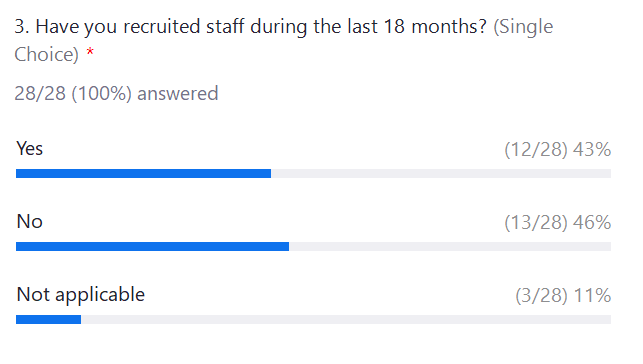 3. Have you recruited staff during the last 18 months? (Single
Choice) *
28/28 (100%) answered
Yes (12/28) 43%
No (13/28) 46%
Not applicable (3/28) 11%